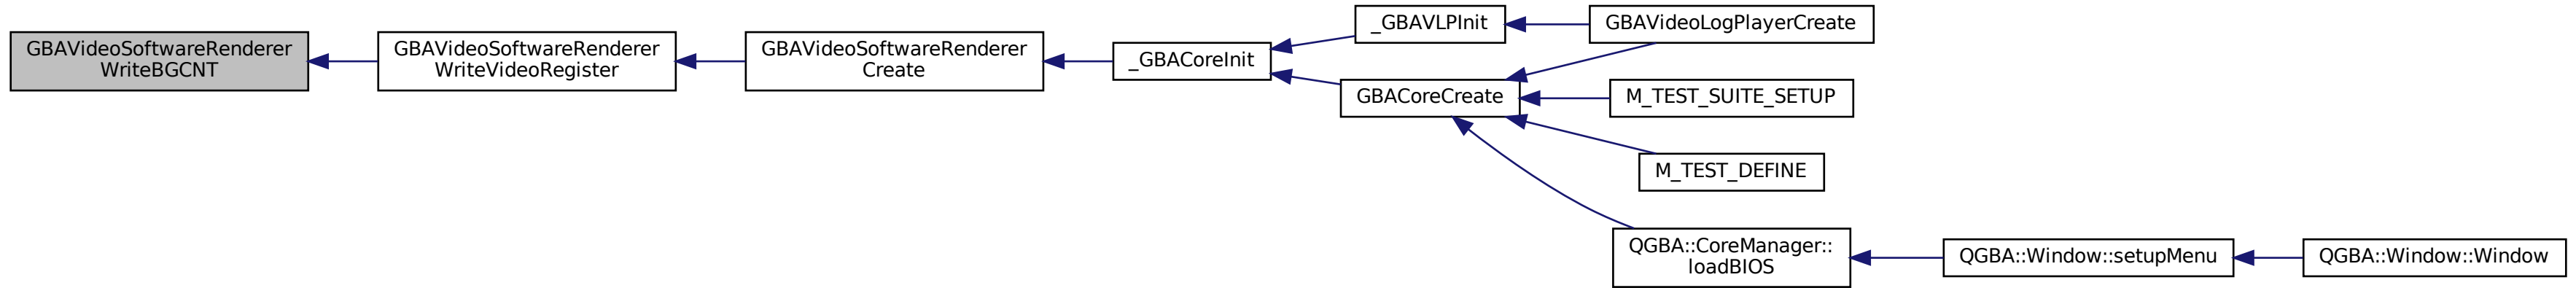 GBAVideoSoftwareRenderer
WriteBGCNT
GBAVideoSoftwareRenderer
WriteVideoRegister
GBAVideoSoftwareRenderer
Create
_GBACoreInit
_GBAVLPInit
GBAVideoLogPlayerCreate
GBACoreCreate
M_TEST_SUITE_SETUP
M_TEST_DEFINE
QGBA::CoreManager::
loadBIOS
QGBA::Window::setupMenu
QGBA::Window::Window